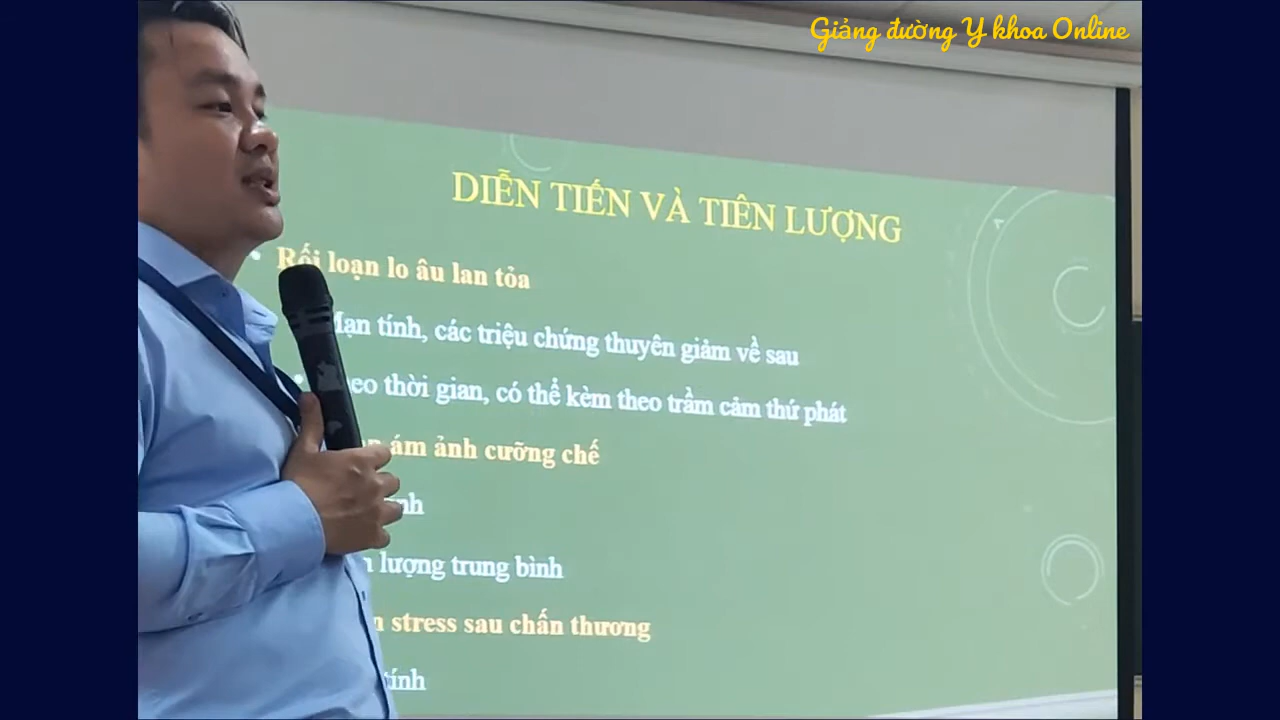 Giảng đường Y khoa Online
DIỄN TIẾN VÀ TIÊN LƯỢNG
Rối loạn lo âu lan tỏa
Mạn tính, các triệu chứng thuyên giảm về sau
thời gian, có thể kèm theo trầm cảm thứ phát
ám ảnh cưỡng chế
lượng trung bình
stress sau chấn thương
tính